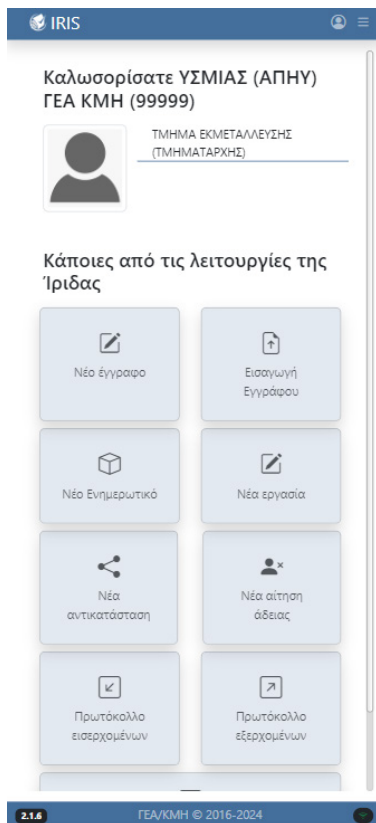 IRIS
Καλωσορίσατε ΥΣΜΙΑΣ (ΑΠΗΥ)
ΓΕΑ ΚΜΗ (99999)
ΤΜΗΜΑ ΕΚΜΕΤΑΛΛΕΥΣΗΣ
(ΤΜΗΜΑΤΑΡΧΗΣ)
Κάποιες από τις λειτουργίες της
Ίριδας
Νέο έγγραφο
Εισαγωγή
Εγγράφου
Νέο Ενημερωτικό
Νέα εργασία
Νέα
αντικατάσταση
Νέα αίτηση
άδειας
Πρωτόκολλο
εισερχομένων
Πρωτόκολλο
εξερχομένων
2.1.6
ΓΕΑ/ΚΜΗ © 2016-2024